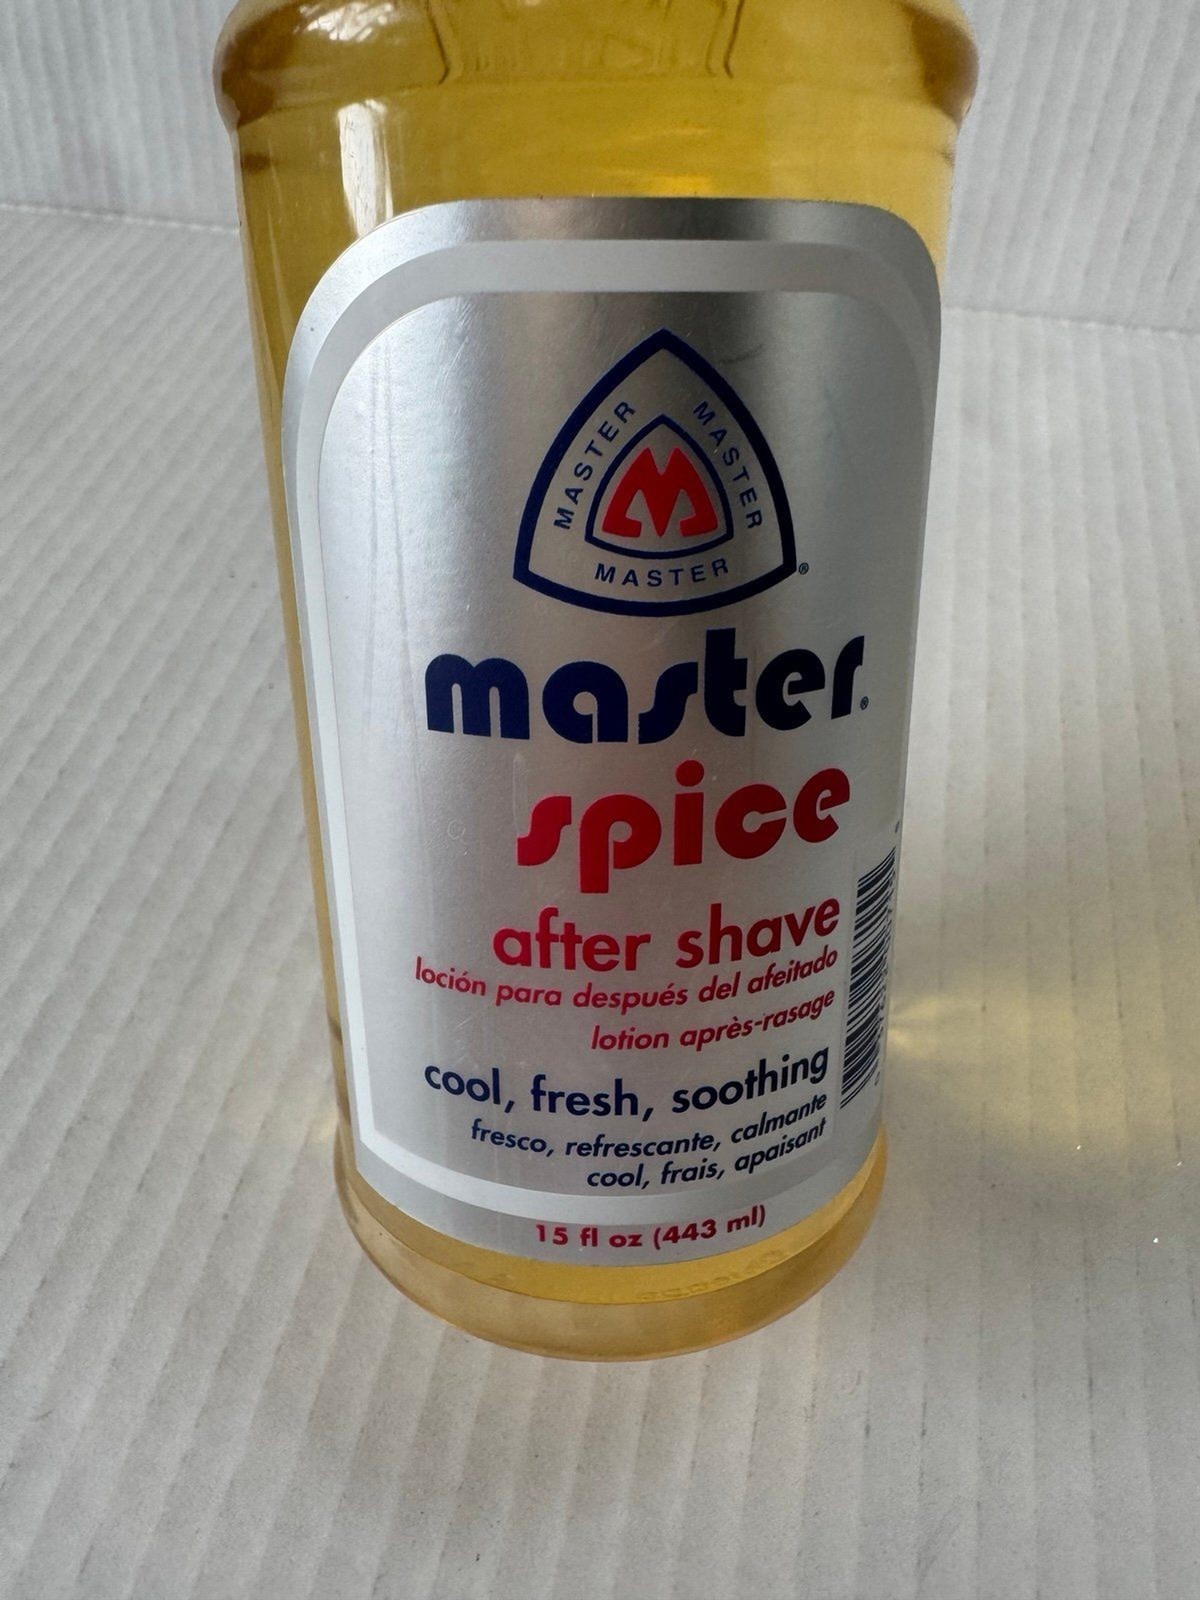 MASTER
MASTER
M
MASTER
®
master®
spice
after shave
loción para después del afeitado
lotion après-rasage
cool, fresh, soothing
fresco, refrescante, calmante
cool, frais, apaisant
15 fl oz (443 ml)